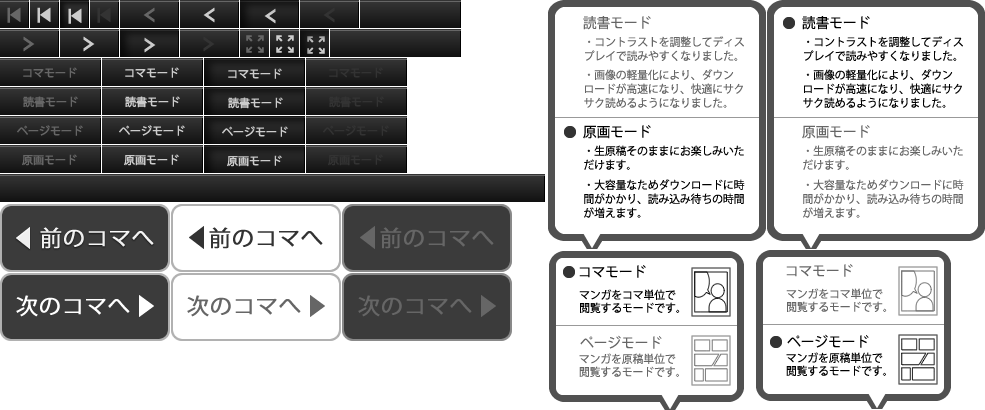 コマモード コマモード コマモード コマモード
読書モード 読書モード 読書モード 読書モード
ページモード ページモード ページモード ページモード
原画モード 原画モード 原画モード 原画モード
前のコマへ 前のコマへ 前のコマへ
次のコマへ 次のコマへ 次のコマへ
読書モード
・コントラストを調整してディス
プレイで読みやすくなりました。
・画像の軽量化により、ダウン
ロードが高速になり、快適にサク
サク読めるようになりました。
原画モード
・生原稿そのままにお楽しみいた
だけます。
・大容量なためダウンロードに時
間がかかり、読み込み待ちの時間
が増えます。
読書モード
・コントラストを調整してディス
プレイで読みやすくなりました。
・画像の軽量化により、ダウン
ロードが高速になり、快適にサク
サク読めるようになりました。
原画モード
・生原稿そのままにお楽しみいた
だけます。
・大容量なためダウンロードに時
間がかかり、読み込み待ちの時間
が増えます。
コマモード
マンガをコマ単位で
閲覧するモードです。
ページモード
マンガを原稿単位で
閲覧するモードです。
コマモード
マンガをコマ単位で
閲覧するモードです。
ページモード
マンガを原稿単位で
閲覧するモードです。